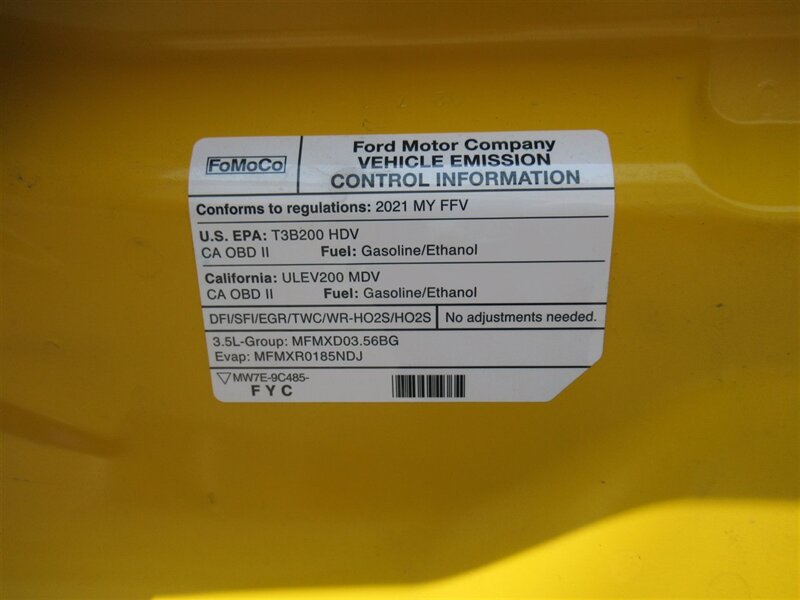 FoMoCo
Ford Motor Company
VEHICLE EMISSION
CONTROL INFORMATION
Conforms to regulations: 2021 MY FFV
U.S. EPA: T3B200 HDV
CA OBD II Fuel: Gasoline/Ethanol
California: ULEV200 MDV
CA OBD II Fuel: Gasoline/Ethanol
DFI/SFI/EGR/TWC/WR-HO2S/HO2S No adjustments needed.
3.5L-Group: MFMXD03.56BG
Evap: MFMXR0185NDJ
MW7E-9C485-
F Y C